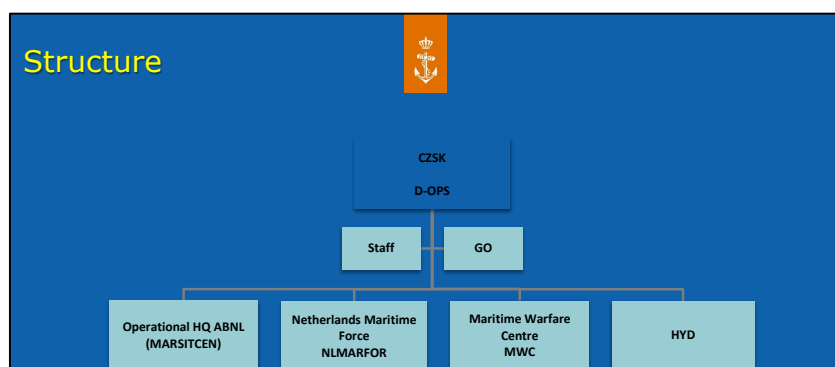 Structure
CZSK
D-OPS
Staff
GO
Operational HQ ABNL
(MARSITCEN)
Netherlands Maritime
Force
NLMARFOR
Maritime Warfare
Centre
MWC
HYD